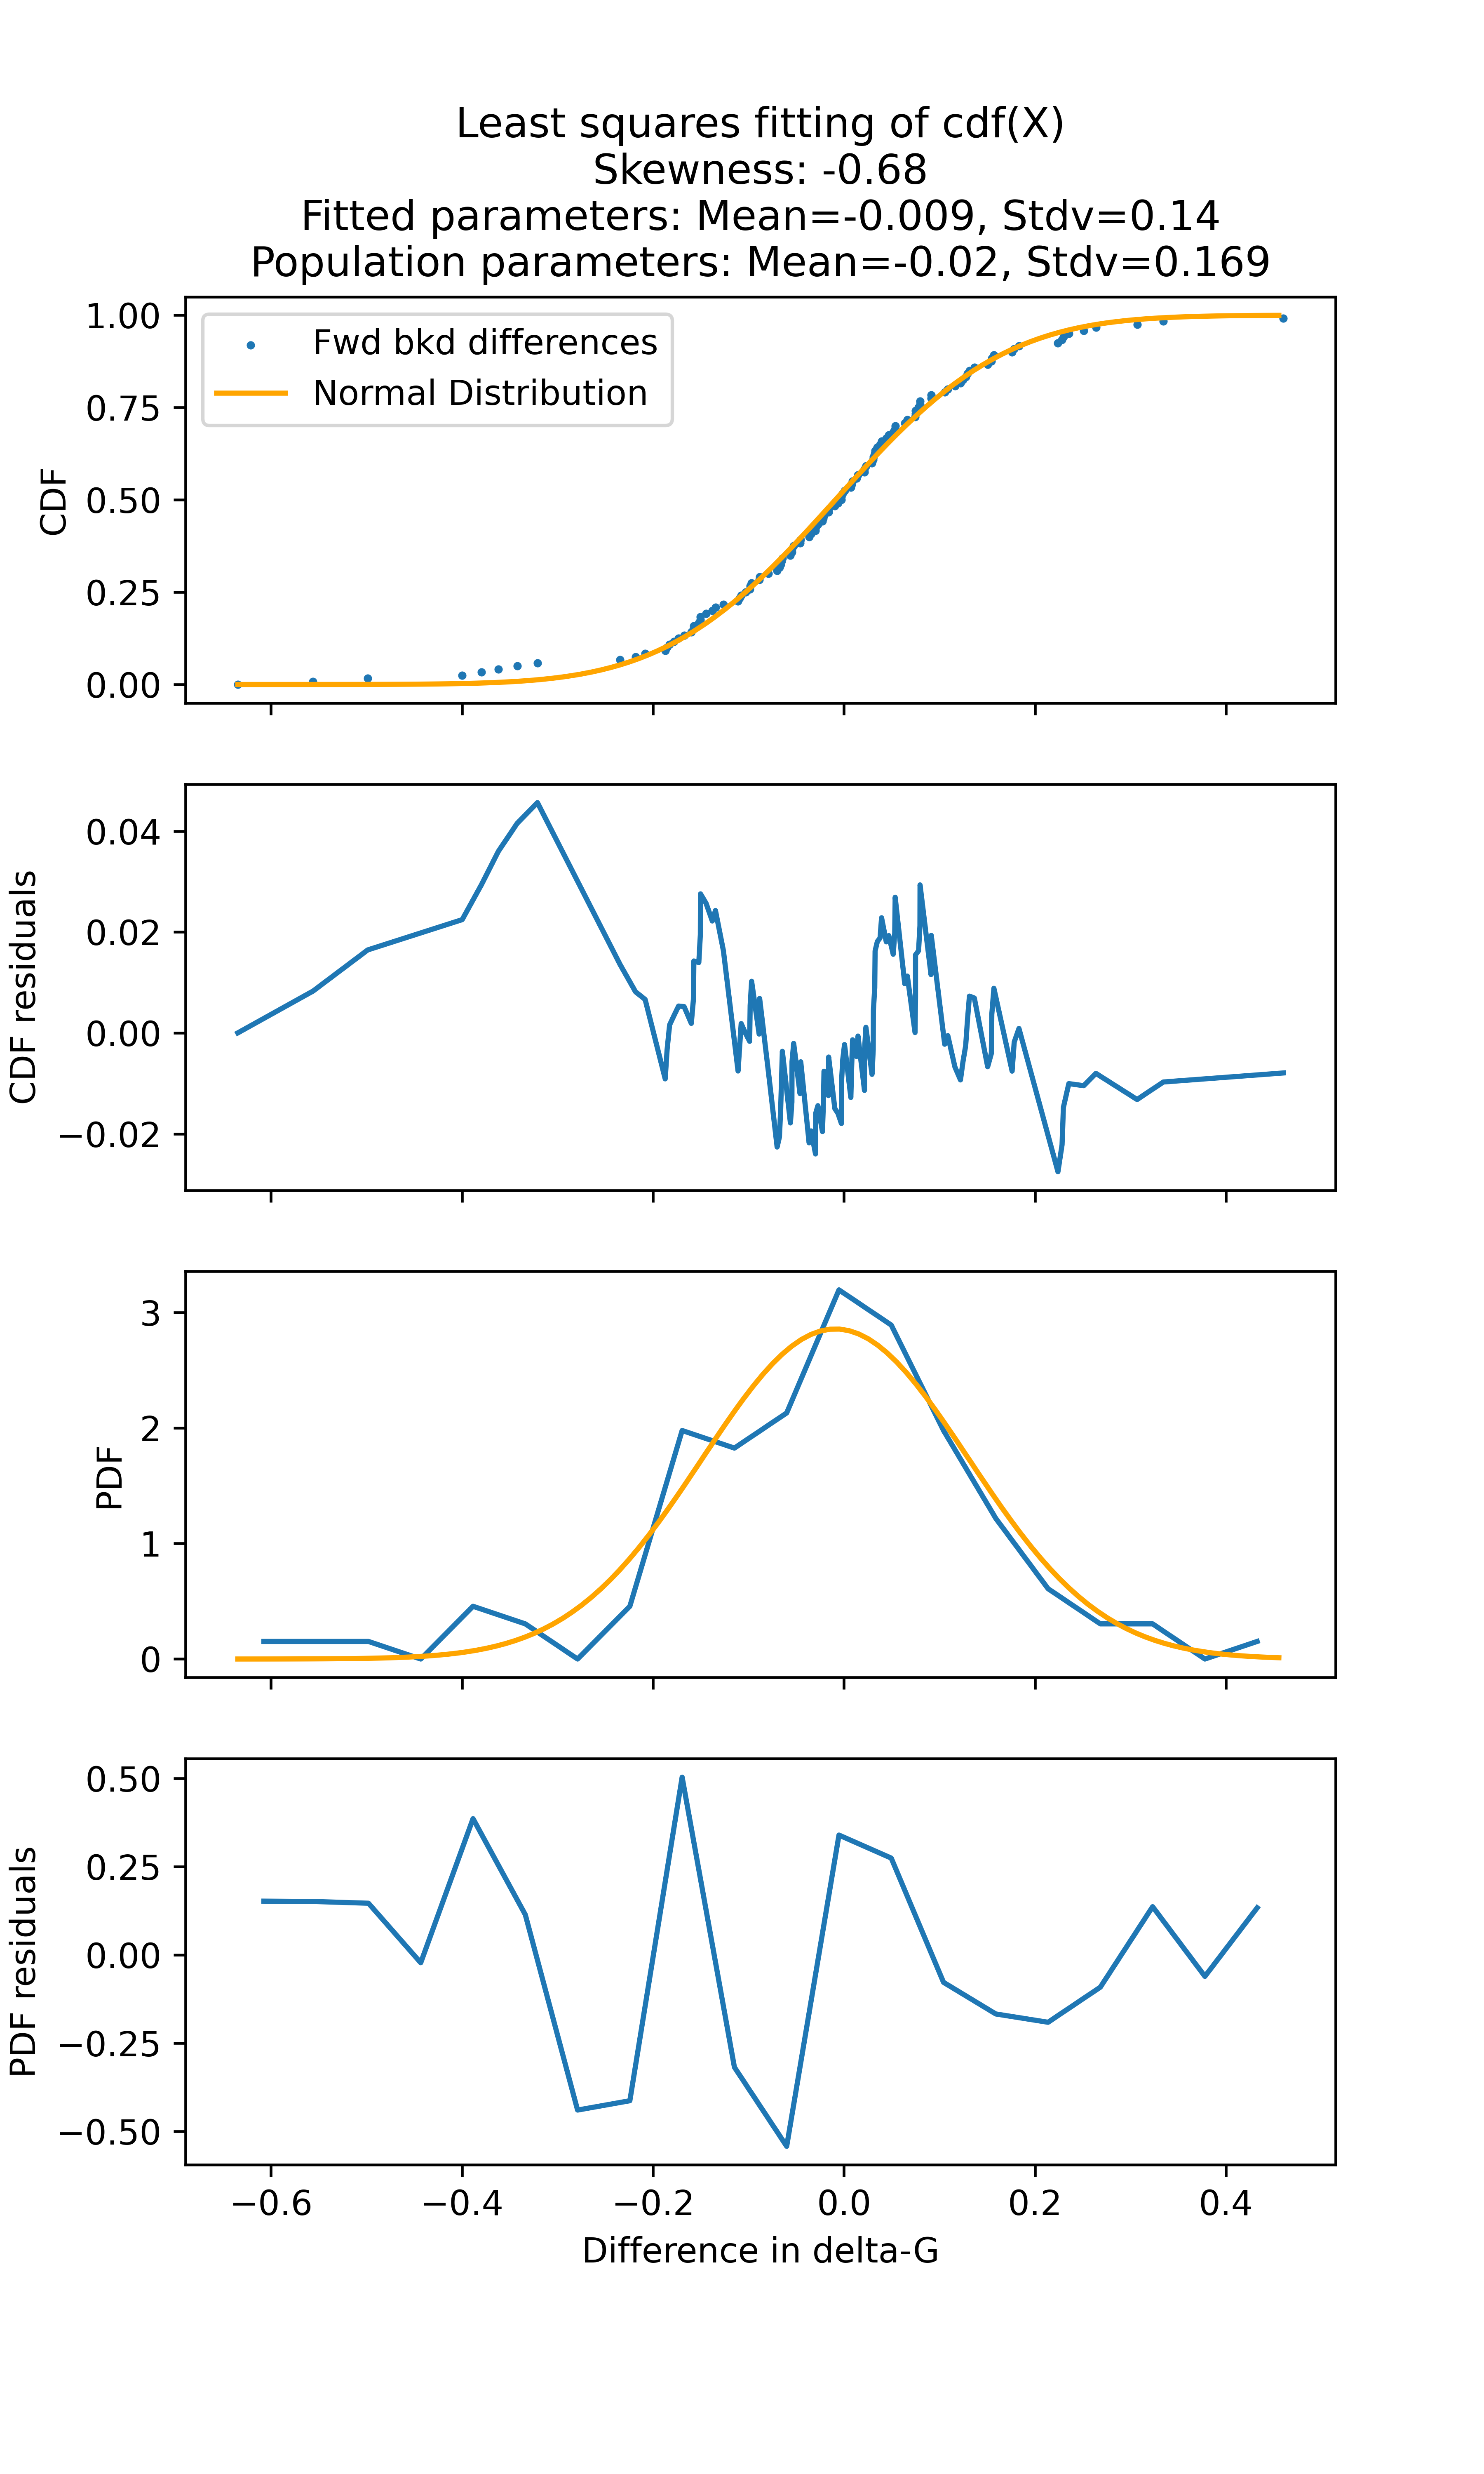 Least squares fitting of cdf(X)
Skewness: -0.68
Fitted parameters: Mean=-0.009, Stdv=0.14
Population parameters: Mean=-0.02, Stdv=0.169
1.00
0.75
0.50
0.25
0.00
CDF
Fwd bkd differences
Normal Distribution
0.04
0.02
0.00
−0.02
CDF residuals
3
2
1
0
PDF
0.50
0.25
0.00
−0.25
−0.50
PDF residuals
−0.6 −0.4 −0.2 0.0 0.2 0.4
Difference in delta-G